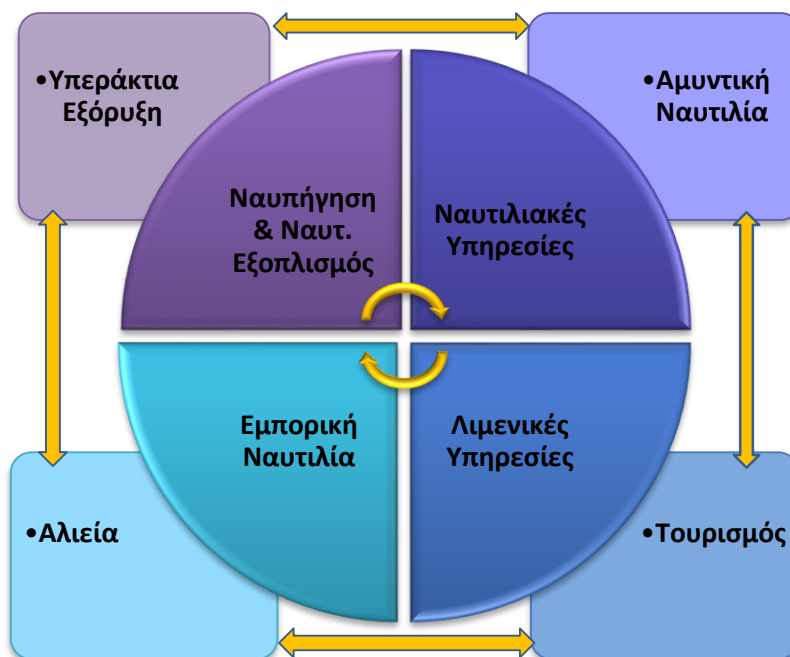 •Υπεράκτια
Εξόρυξη
•Αμυντική
Ναυτιλία
Ναυπήγηση
& Ναυτ.
Εξοπλισμός
Ναυτιλιακές
Υπηρεσίες
Εμπορική
Ναυτιλία
Λιμενικές
Υπηρεσίες
•Αλιεία
•Τουρισμός